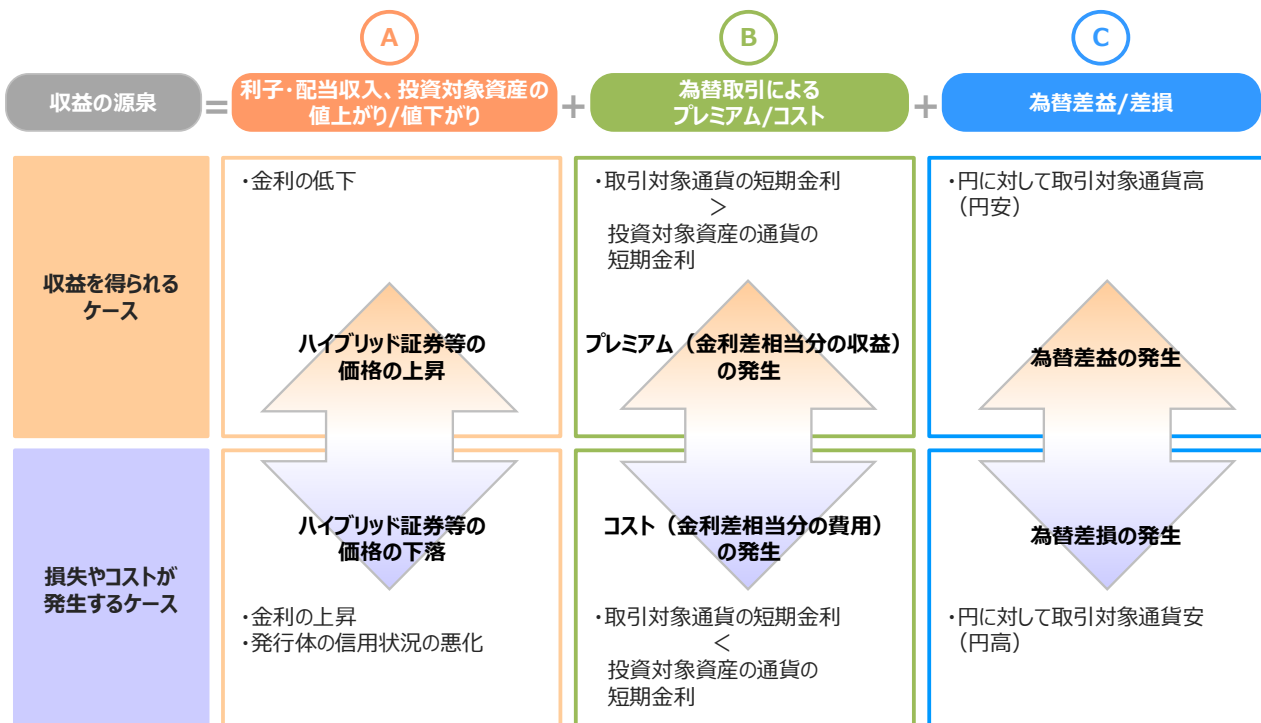 A
B
C
収益の源泉
=
利子・配当収入、投資対象資産の
値上がり/値下がり
+
為替取引による
プレミアム/コスト
+
為替差益/差損
収益を得られる
ケース
・金利の低下
ハイブリッド証券等の
価格の上昇
・取引対象通貨の短期金利
＞
投資対象資産の通貨の
短期金利
プレミアム（金利差相当分の収益）
の発生
・円に対して取引対象通貨高
（円安）
為替差益の発生
損失やコストが
発生するケース
ハイブリッド証券等の
価格の下落
・金利の上昇
・発行体の信用状況の悪化
コスト（金利差相当分の費用）
の発生
・取引対象通貨の短期金利
＜
投資対象資産の通貨の
短期金利
為替差損の発生
・円に対して取引対象通貨安
（円高）